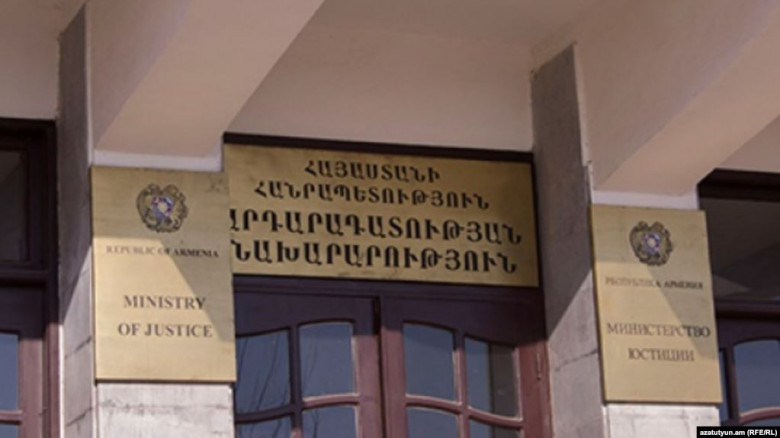 REPUBLIC OF ARMENIA
MINISTRY
OF JUSTICE
ՀԱՅԱՍՏԱՆԻ
ՀԱՆՐԱՊԵՏՈՒԹՅՈՒՆ
ԱՐԴԱՐԱԴԱՏՈՒԹՅԱՆ
ՆԱԽԱՐԱՐՈՒԹՅՈՒՆ
РЕСПУБЛИКА АРМЕНИЯ
МИНИСТЕРСТВО
ЮСТИЦИИ
azatutyun.am (RFE/RL)